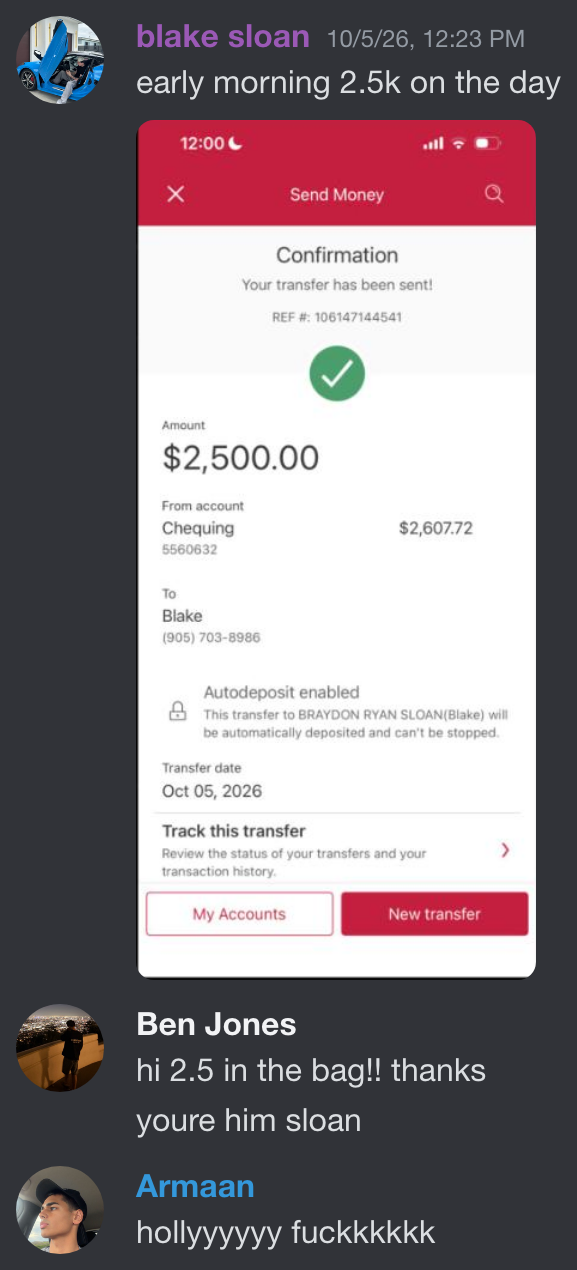 blake sloan 10/5/26, 12:23 PM
early morning 2.5k on the day
12:00
Send Money
Confirmation
Your transfer has been sent!
REF #: 106147144541
Amount
$2,500.00
From account
Chequing $2,607.72
5560632
To
Blake
(905) 703-8986
Autodeposit enabled
This transfer to BRAYDON RYAN SLOAN(Blake) will
be automatically deposited and can't be stopped.
Transfer date
Oct 05, 2026
Track this transfer
Review the status of your transfers and your
transaction history.
My Accounts New transfer
Ben Jones
hi 2.5 in the bag!! thanks
youre him sloan
Armaan
hollyyyyyy fuckkkkkk